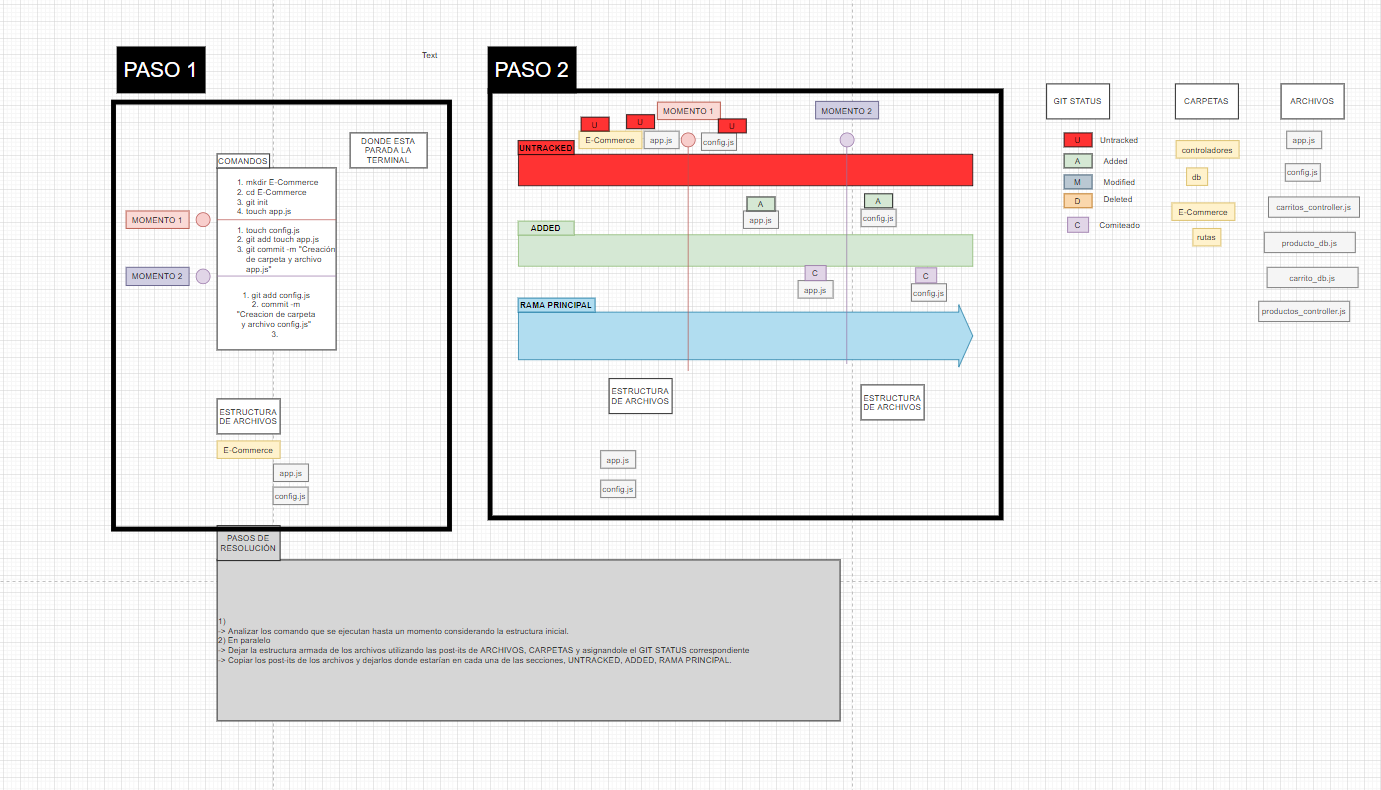 Text
PASO 1
DONDE ESTA
PARADA LA
TERMINAL
COMANDOS
1. mkdir E-Commerce
2. cd E-Commerce
3. git init
4. touch app.js
MOMENTO 1
1. touch config.js
2. git add touch app.js
3. git commit -m "Creación
de carpeta y archivo
app.js"
MOMENTO 2
1. git add config.js
2. commit -m
"Creacion de carpeta
y archivo config.js"
3.
ESTRUCTURA
DE ARCHIVOS
E-Commerce
app.js
config.js
PASO 2
MOMENTO 1
MOMENTO 2
U
U
U
E-Commerce
app.js
config.js
UNTRACKED
A
A
app.js
config.js
ADDED
C
C
app.js
config.js
RAMA PRINCIPAL
ESTRUCTURA
DE ARCHIVOS
ESTRUCTURA
DE ARCHIVOS
app.js
config.js
GIT STATUS
U Untracked
A Added
M Modified
D Deleted
C Comiteado
CARPETAS
controladores
db
E-Commerce
rutas
ARCHIVOS
app.js
config.js
carritos_controller.js
producto_db.js
carrito_db.js
productos_controller.js
PASOS DE
RESOLUCIÓN
1)
-> Analizar los comando que se ejecutan hasta un momento considerando la estructura inicial.
2) En paralelo
-> Dejar la estructura armada de los archivos utilizando las post-its de ARCHIVOS, CARPETAS y asignandole el GIT STATUS correspondiente
-> Copiar los post-its de los archivos y dejarlos donde estarían en cada una de las secciones, UNTRACKED, ADDED, RAMA PRINCIPAL.